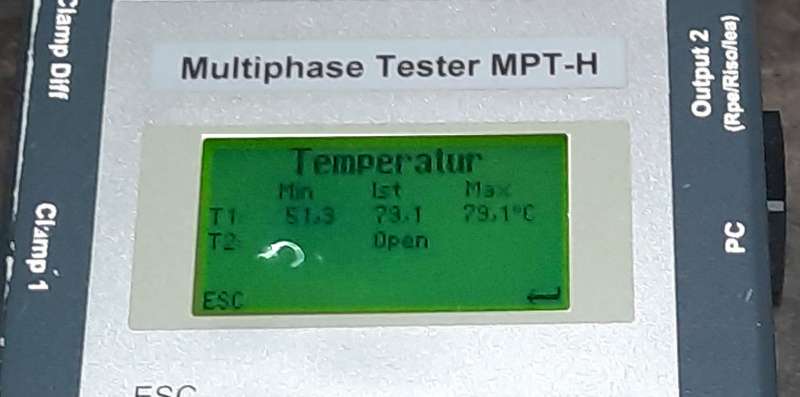 Multiphase Tester MPT-H
Temperatur
Min Ist Max
T1 51,3 79,1 79,1°C
T2 Open
ESC
ESC
Clamp Diff
Clamp 1
Output 2
(Rpe/Riso/Iea)
PC